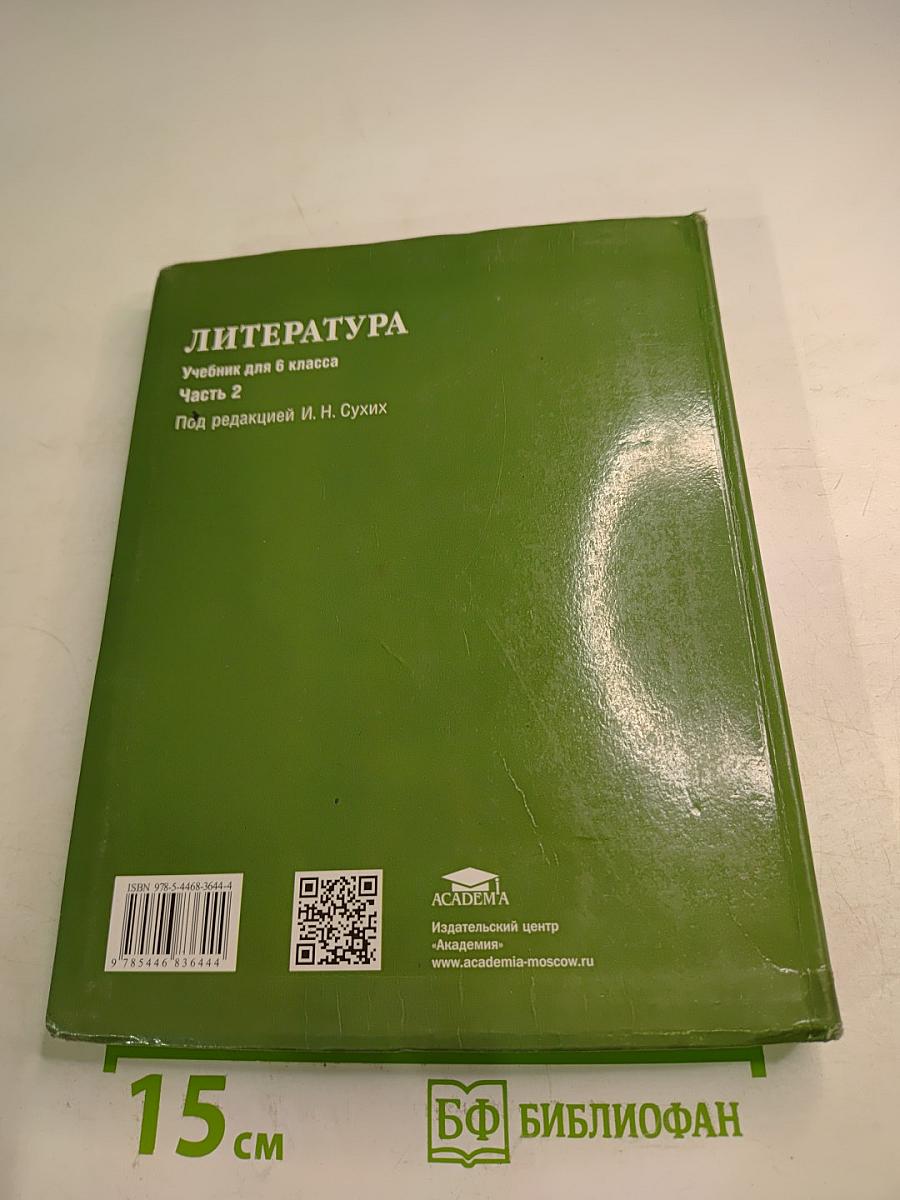 ЛИТЕРАТУРА
Учебник для 6 класса
Часть 2
Под редакцией И. Н. Сухих
ISBN 978-5-4468-3644-4
9 785446 836444
ACADEMA
Издательский центр
«Академия»
www.academia-moscow.ru
15 см
БФ БИБЛИОФАН